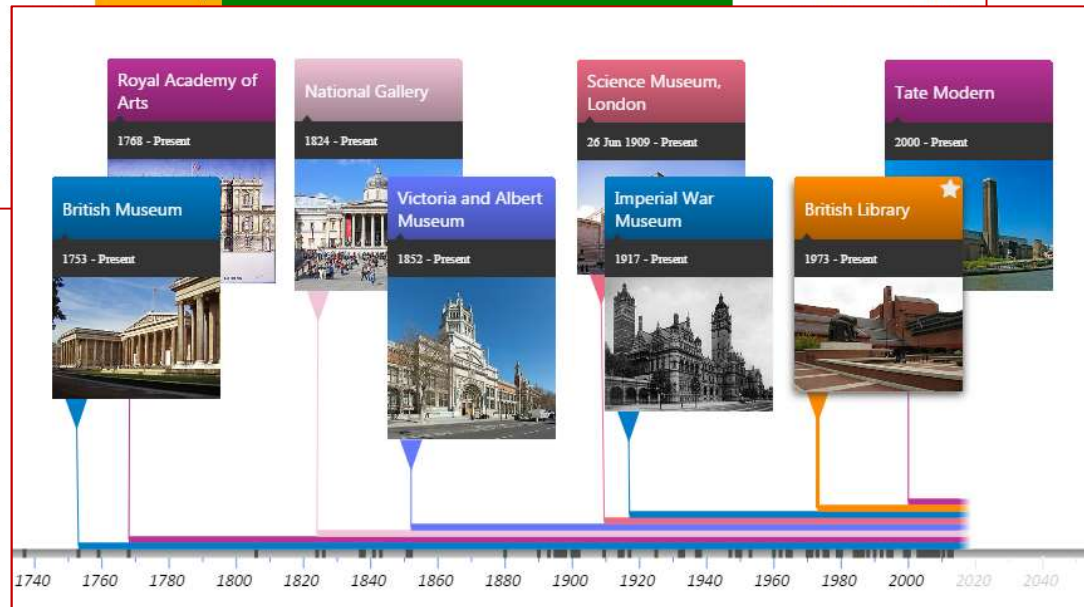 Royal Academy of
Arts
1768 - Present
National Gallery
1824 - Present
Science Museum,
London
26 Jun 1909 - Present
Tate Modern
2000 - Present
British Museum
1753 - Present
Victoria and Albert
Museum
1852 - Present
Imperial War
Museum
1917 - Present
British Library
1973 - Present
1740 1760 1780 1800 1820 1840 1860 1880 1900 1920 1940 1960 1980 2000 2020 2040